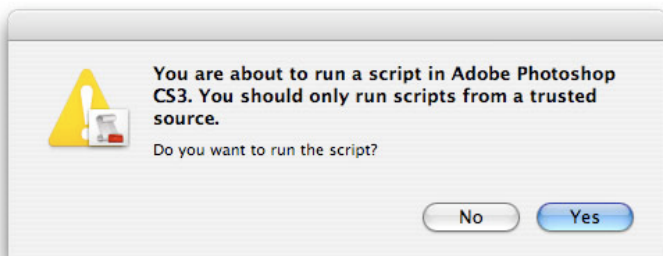 You are about to run a script in Adobe Photoshop
CS3. You should only run scripts from a trusted
source.
Do you want to run the script?
No Yes